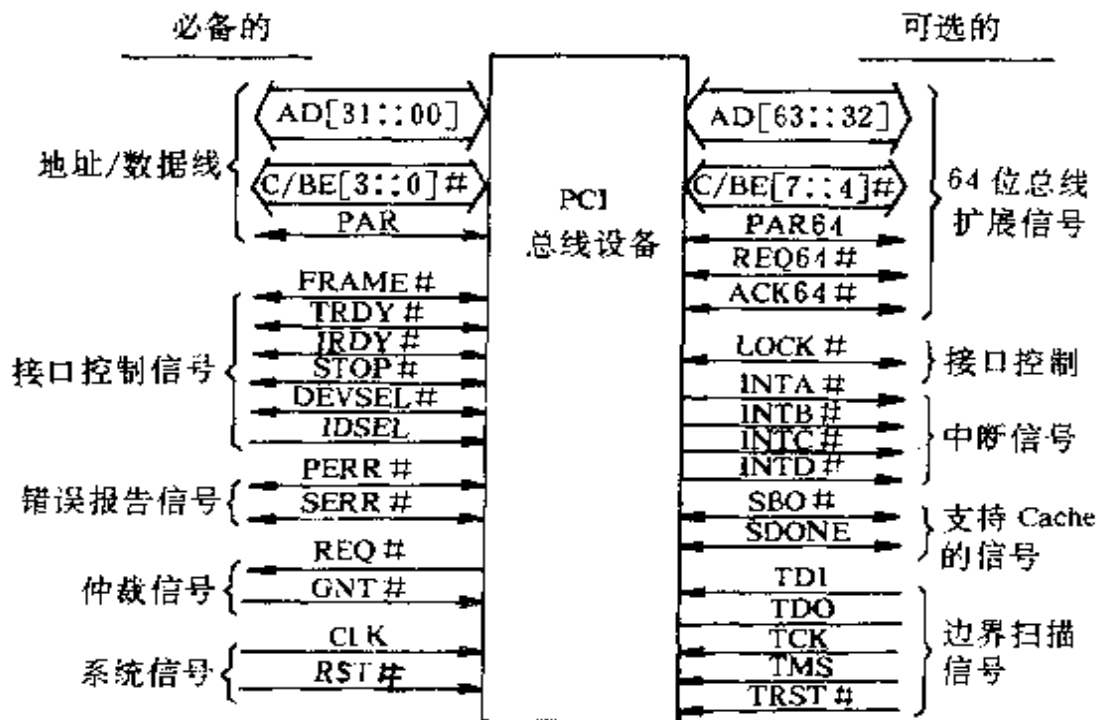 必备的
可选的
地址/数据线
AD[31::00]
C/BE[3::0]#
PAR
接口控制信号
FRAME#
TRDY#
IRDY#
STOP#
DEVSEL#
IDSEL
错误报告信号
PERR#
SERR#
仲裁信号
REQ#
GNT#
系统信号
CLK
RST#
PCI
总线设备
AD[63::32]
C/BE[7::4]#
PAR64
REQ64#
ACK64#
64位总线
扩展信号
LOCK#
接口控制
INTA#
INTB#
INTC#
INTD#
中断信号
SBO#
SDONE
支持 Cache
的信号
TDI
TDO
TCK
TMS
TRST#
边界扫描
信号